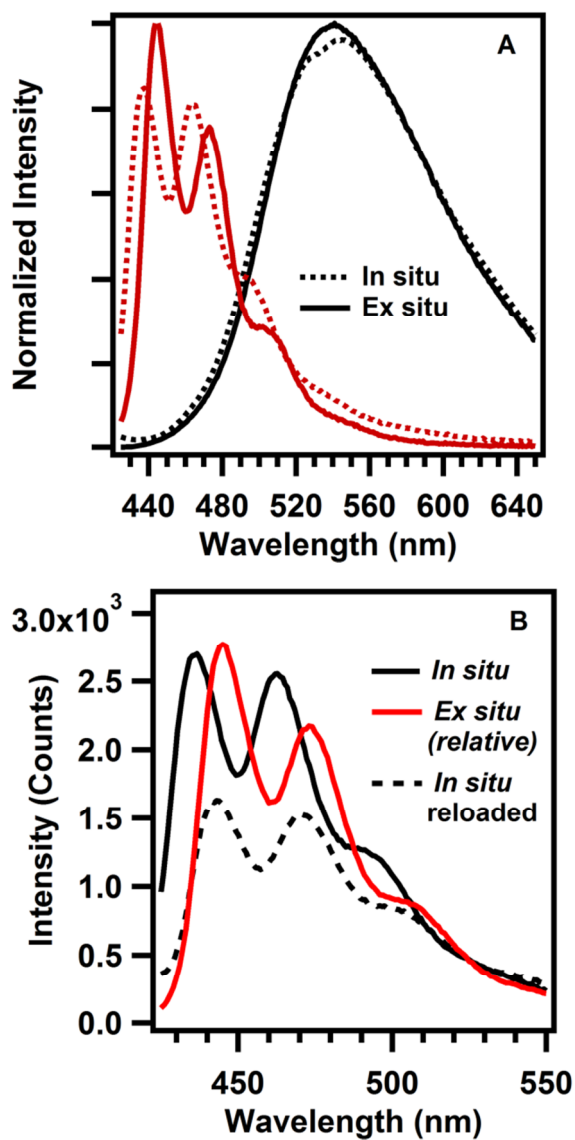 A
Normalized Intensity
In situ
Ex situ
440 480 520 560 600 640
Wavelength (nm)
3.0x10³
B
2.5
2.0
1.5
1.0
0.5
0.0
Intensity (Counts)
In situ
Ex situ
(relative)
In situ
reloaded
450 500 550
Wavelength (nm)